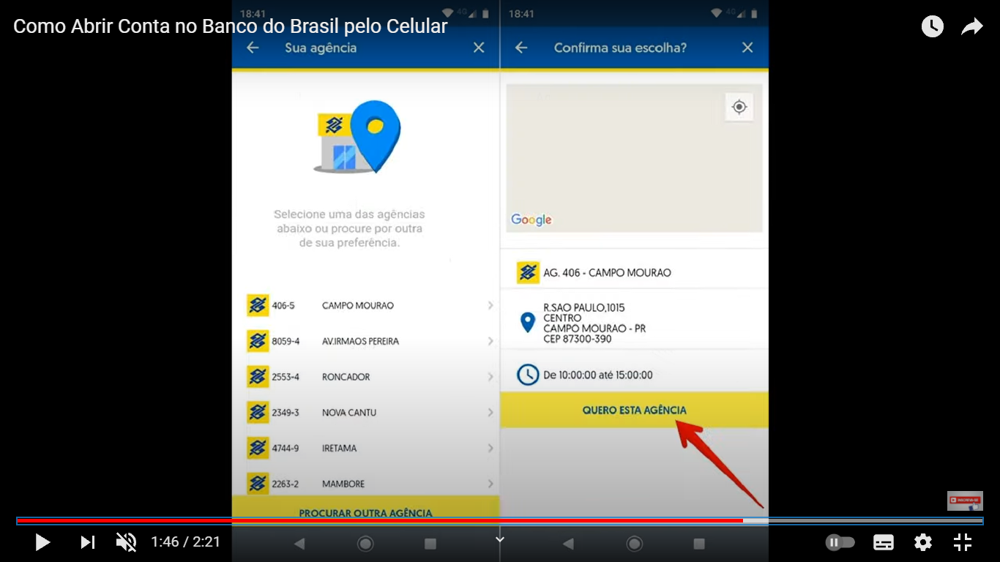 18:41
4G
18:41
4G
Como Abrir Conta no Banco do Brasil pelo Celular
Sua agência
Confirma sua escolha?
Selecione uma das agências
abaixo ou procure por outra
de sua preferência.
406-5 CAMPO MOURAO
8059-4 AV.IRMAOS PEREIRA
2553-4 RONCADOR
2349-3 NOVA CANTU
4744-9 IRETAMA
2263-2 MAMBORE
PROCURAR OUTRA AGÊNCIA
Google
AG. 406 - CAMPO MOURAO
R.SAO PAULO,1015
CENTRO
CAMPO MOURAO - PR
CEP 87300-390
De 10:00:00 até 15:00:00
QUERO ESTA AGÊNCIA
INSCREVA-SE
1:46 / 2:21